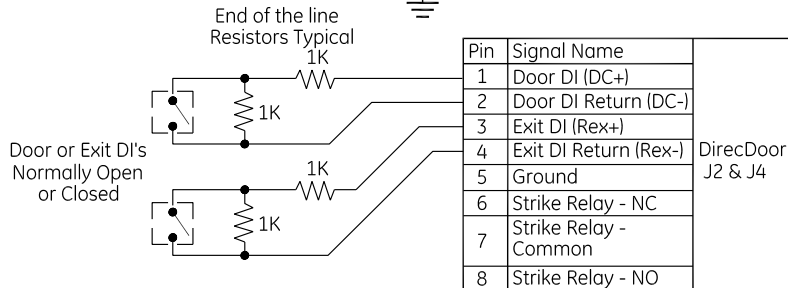 End of the line
Resistors Typical
1K
1K
Door or Exit DI's
Normally Open
or Closed
1K
1K
Pin Signal Name
1 Door DI (DC+)
2 Door DI Return (DC-)
3 Exit DI (Rex+)
4 Exit DI Return (Rex-)
5 Ground
6 Strike Relay - NC
7 Strike Relay -
Common
8 Strike Relay - NO
DirecDoor
J2 & J4